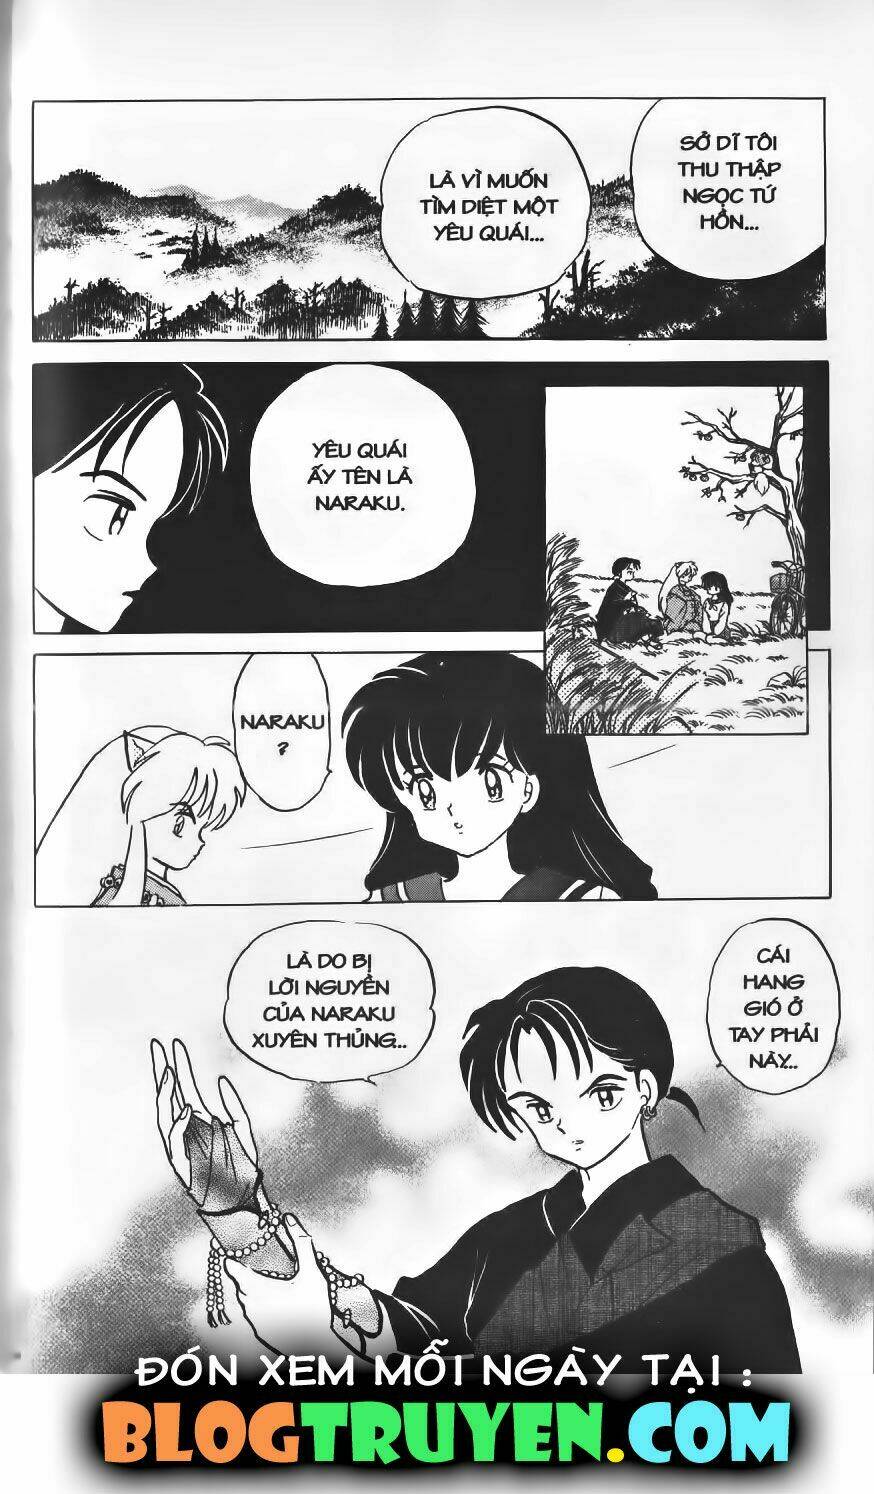 SỞ DĨ TÔI
THU THẬP
NGỌC TỨ
HỒN...
LÀ VÌ MUỐN
TÌM DIỆT MỘT
YÊU QUÁI...
YÊU QUÁI
ẤY TÊN LÀ
NARAKU.
NARAKU
?
CÁI
HANG
GIÓ Ở
TAY PHẢI
NÀY...
LÀ DO BỊ
LỜI NGUYỀN
CỦA NARAKU
XUYÊN THỦNG...
ĐÓN XEM MỖI NGÀY TẠI :
BLOGTRUYEN.COM